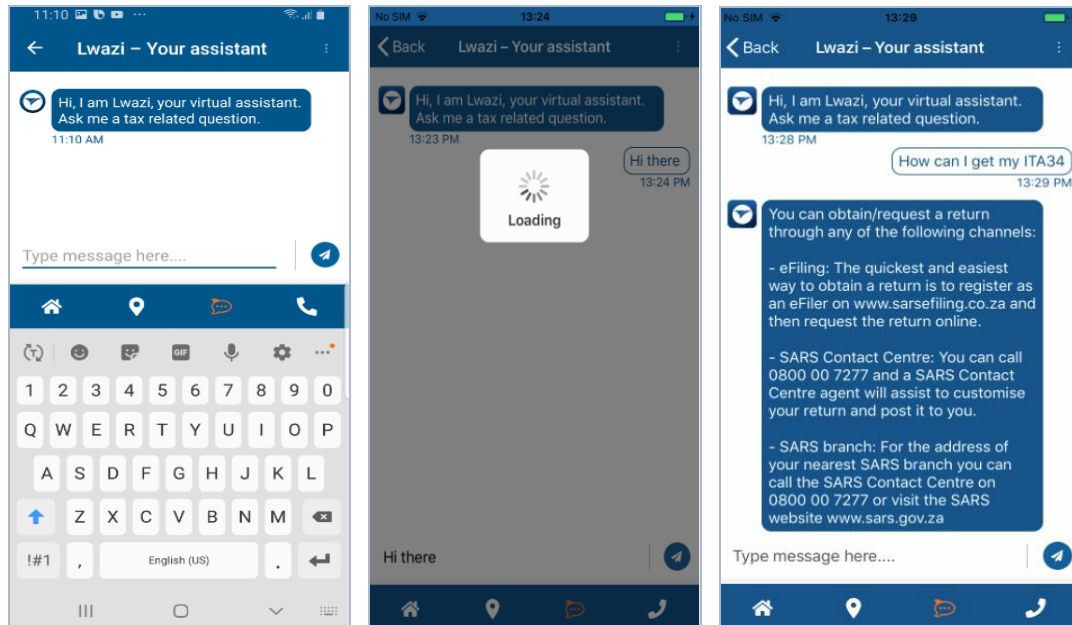 11:10
Lwazi – Your assistant
Hi, I am Lwazi, your virtual assistant.
Ask me a tax related question.
11:10 AM
Type message here....
GIF
1 2 3 4 5 6 7 8 9 0
Q W E R T Y U I O P
A S D F G H J K L
Z X C V B N M
!#1 , English (US) .
No SIM 13:24
Back Lwazi – Your assistant
Hi, I am Lwazi, your virtual assistant.
Ask me a tax related question.
13:23 PM
Hi there
13:24 PM
Loading
Hi there
No SIM 13:29
Back Lwazi – Your assistant
Hi, I am Lwazi, your virtual assistant.
Ask me a tax related question.
13:28 PM
How can I get my ITA34
13:29 PM
You can obtain/request a return
through any of the following channels:
- eFiling: The quickest and easiest
way to obtain a return is to register as
an eFiler on www.sarsefiling.co.za and
then request the return online.
- SARS Contact Centre: You can call
0800 00 7277 and a SARS Contact
Centre agent will assist to customise
your return and post it to you.
- SARS branch: For the address of
your nearest SARS branch you can
call the SARS Contact Centre on
0800 00 7277 or visit the SARS
website www.sars.gov.za
Type message here....